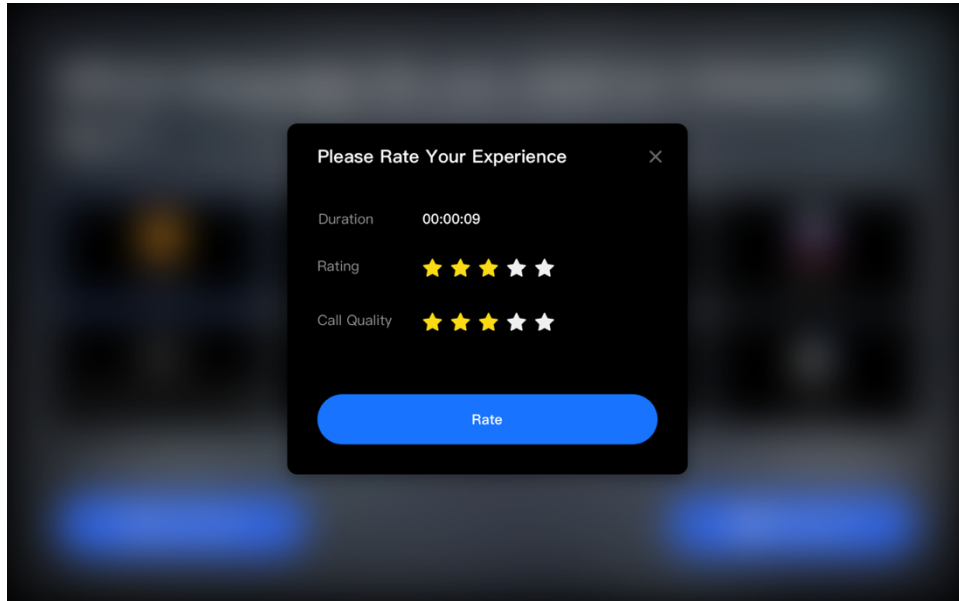 Please Rate Your Experience
Duration 00:00:09
Rating
Call Quality
Rate